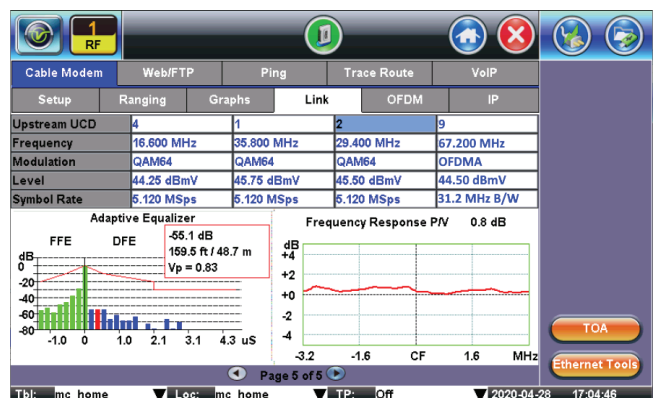 1
RF
Cable Modem Web/FTP Ping Trace Route VoIP
Setup Ranging Graphs Link OFDM IP
Upstream UCD 4 1 2 9
Frequency 16.600 MHz 35.800 MHz 29.400 MHz 67.200 MHz
Modulation QAM64 QAM64 QAM64 OFDMA
Level 44.25 dBmV 45.75 dBmV 45.50 dBmV 44.50 dBmV
Symbol Rate 5.120 MSps 5.120 MSps 5.120 MSps 31.2 MHz B/W
Adaptive Equalizer
FFE DFE
-55.1 dB
159.5 ft / 48.7 m
Vp = 0.83
dB
0
-20
-40
-60
-80
-1.0 0 1.0 2.1 3.1 4.3 uS
Frequency Response P/V 0.8 dB
dB
+4
+2
+0
-2
-4
-3.2 -1.6 CF 1.6 MHz
TOA
Ethernet Tools
Page 5 of 5
Tbl: mc_home Loc: mc_home TP: Off 2020-04-28 17:04:46